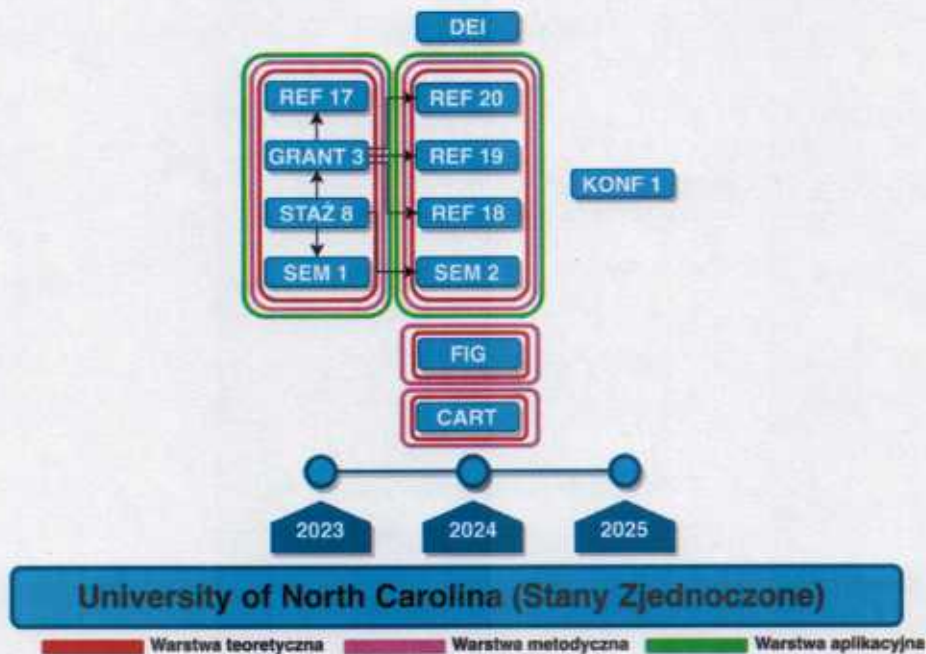 DEI
REF 17
REF 20
GRANT 3
REF 19
KONF 1
STAŻ 8
REF 18
SEM 1
SEM 2
FIG
CART
2023
2024
2025
University of North Carolina (Stany Zjednoczone)
Warstwa teoretyczna
Warstwa metodyczna
Warstwa aplikacyjna